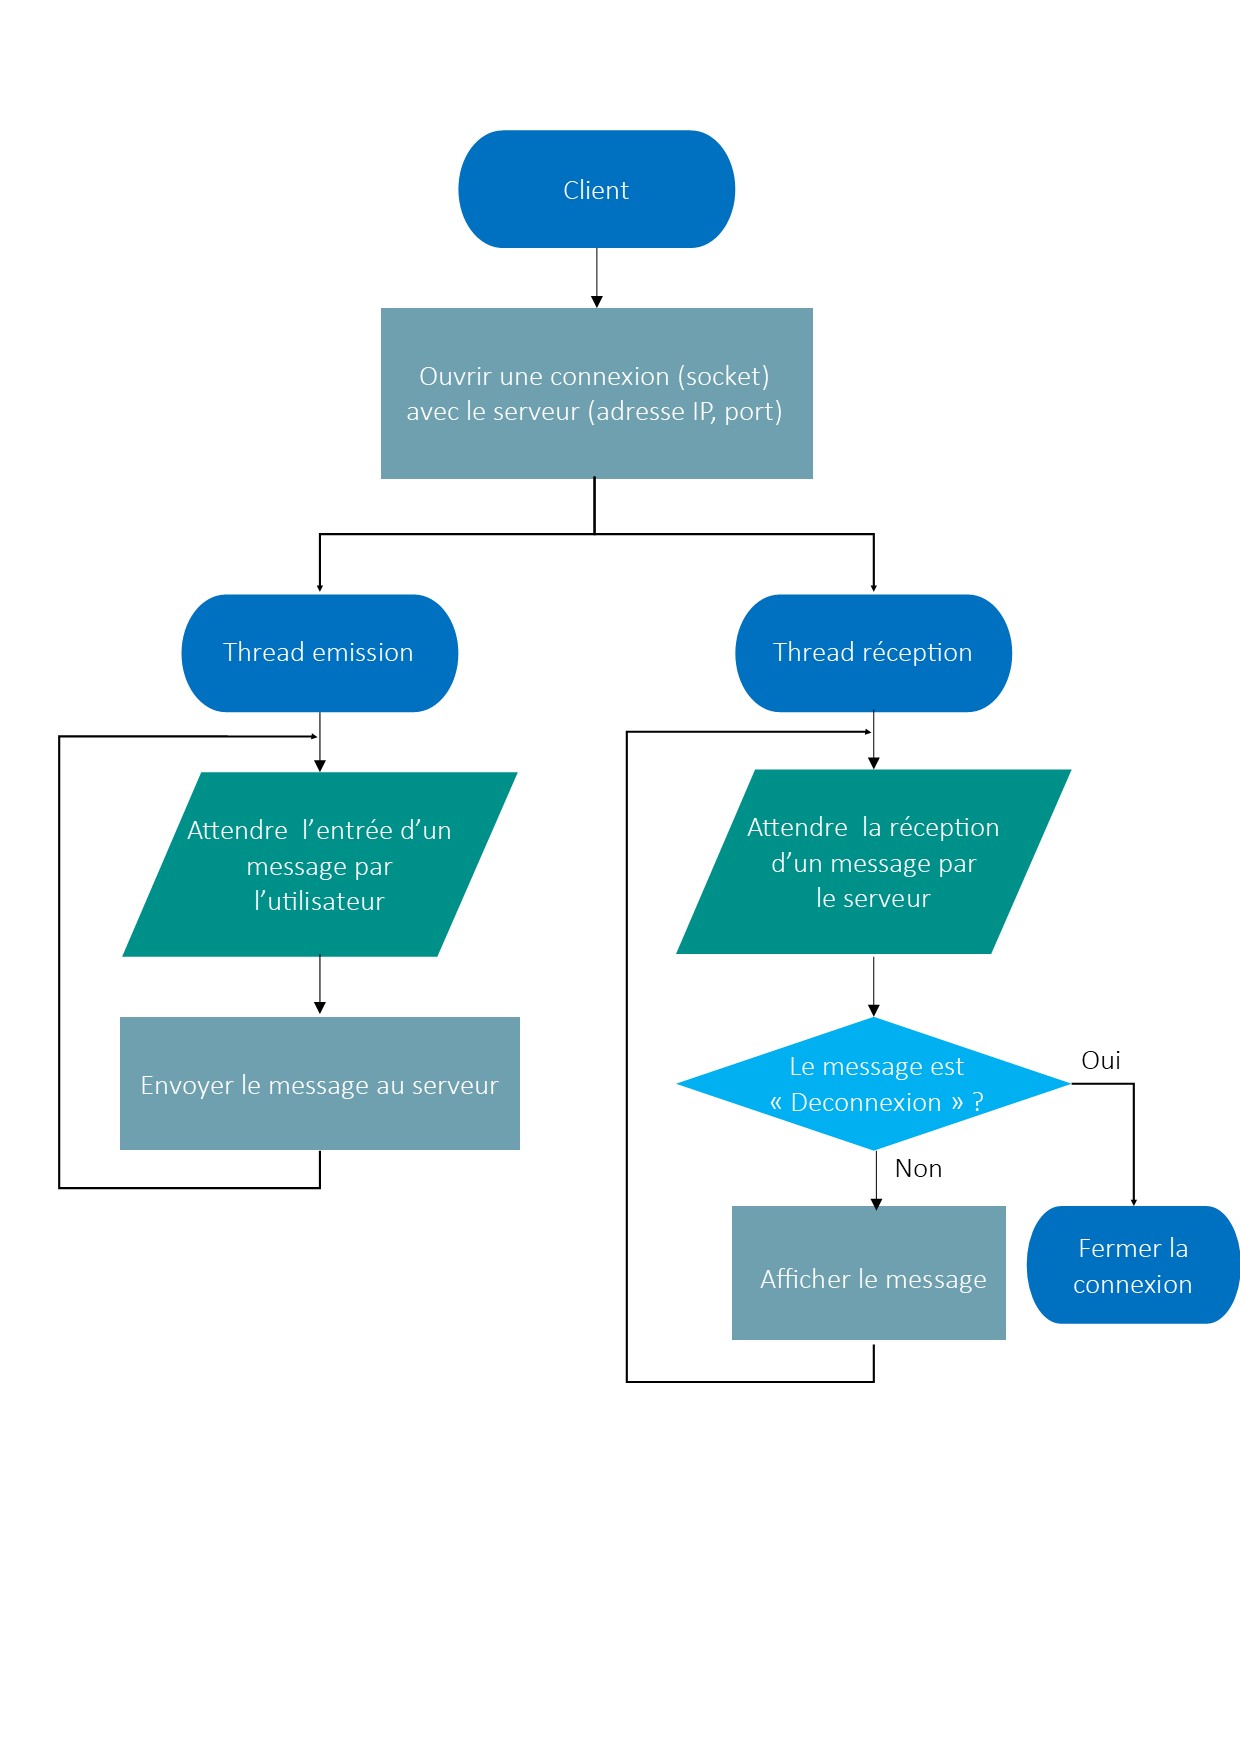 Client
Ouvrir une connexion (socket)
avec le serveur (adresse IP, port)
Thread emission
Thread réception
Attendre  l’entrée d’un
message par
l’utilisateur
Attendre  la réception
d’un message par
le serveur
Envoyer le message au serveur
Le message est
« Deconnexion » ?
Oui
Non
Afficher le message
Fermer la
connexion